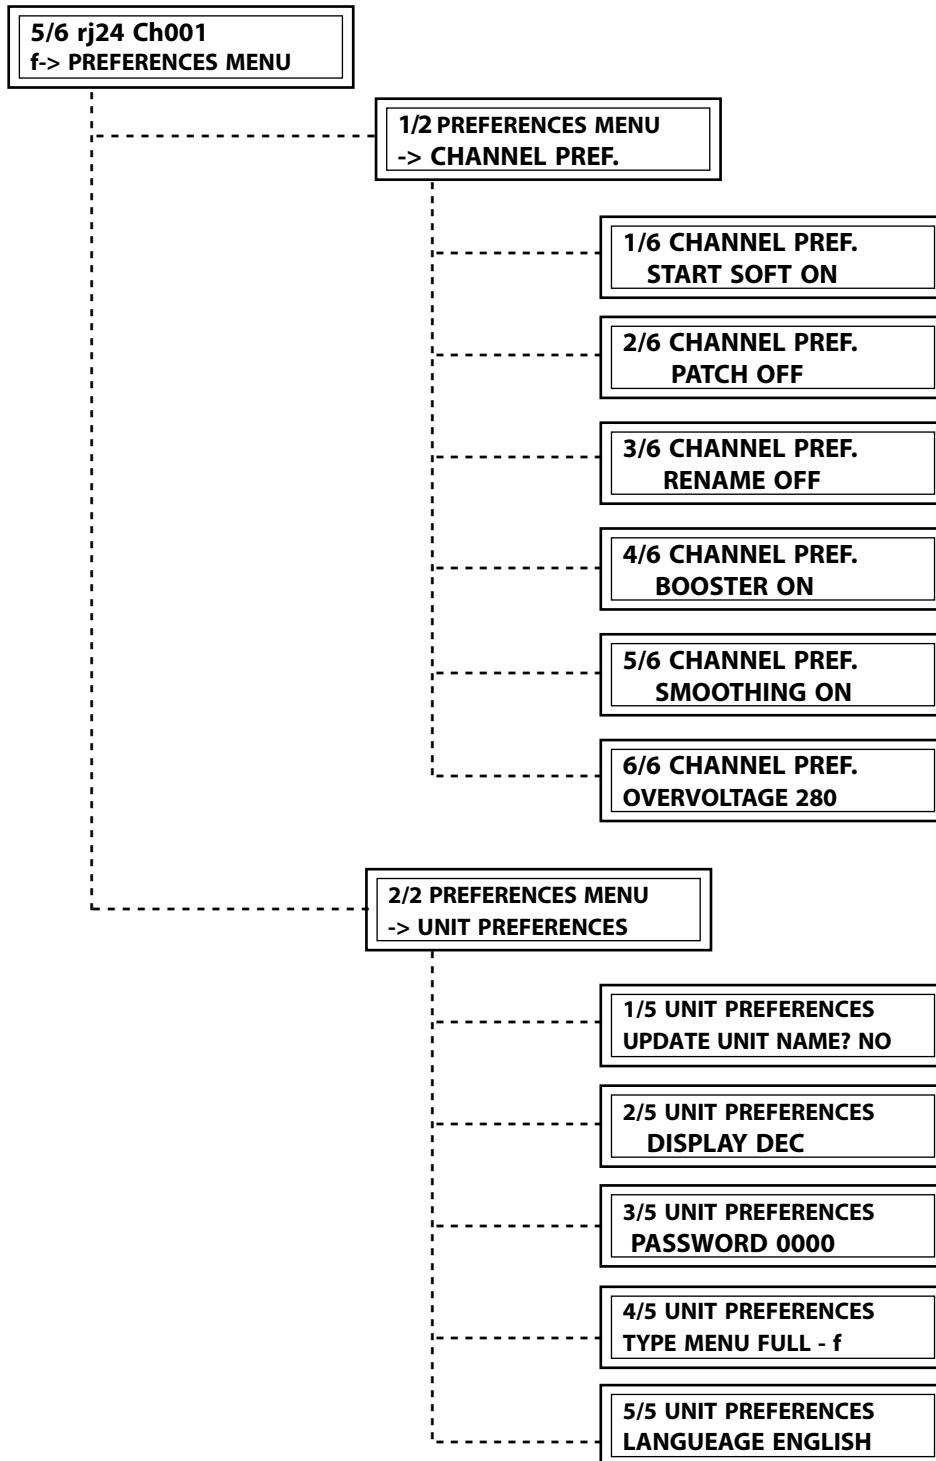 5/6 rj24 Ch001
f-> PREFERENCES MENU
1/2 PREFERENCES MENU
-> CHANNEL PREF.
1/6 CHANNEL PREF.
START SOFT ON
2/6 CHANNEL PREF.
PATCH OFF
3/6 CHANNEL PREF.
RENAME OFF
4/6 CHANNEL PREF.
BOOSTER ON
5/6 CHANNEL PREF.
SMOOTHING ON
6/6 CHANNEL PREF.
OVERVOLTAGE 280
2/2 PREFERENCES MENU
-> UNIT PREFERENCES
1/5 UNIT PREFERENCES
UPDATE UNIT NAME? NO
2/5 UNIT PREFERENCES
DISPLAY DEC
3/5 UNIT PREFERENCES
PASSWORD 0000
4/5 UNIT PREFERENCES
TYPE MENU FULL - f
5/5 UNIT PREFERENCES
LANGUEAGE ENGLISH